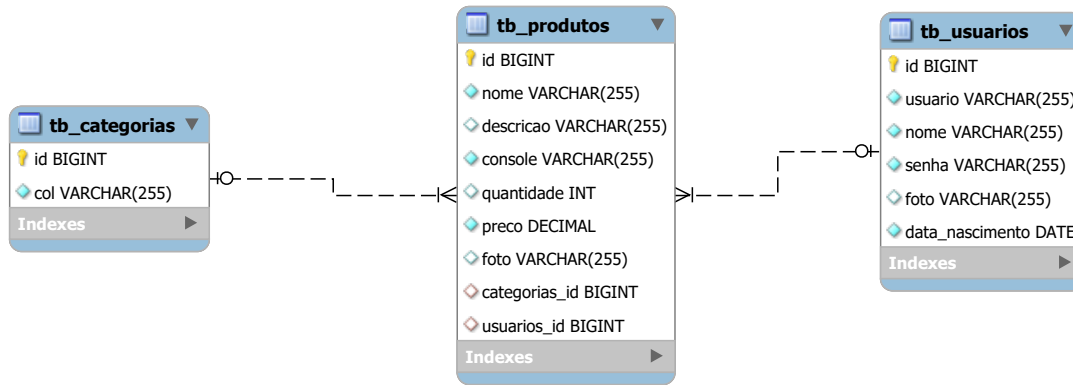 tb_categorias
id BIGINT
col VARCHAR(255)
Indexes
tb_produtos
id BIGINT
nome VARCHAR(255)
descricao VARCHAR(255)
console VARCHAR(255)
quantidade INT
preco DECIMAL
foto VARCHAR(255)
categorias_id BIGINT
usuarios_id BIGINT
Indexes
tb_usuarios
id BIGINT
usuario VARCHAR(255)
nome VARCHAR(255)
senha VARCHAR(255)
foto VARCHAR(255)
data_nascimento DATE
Indexes